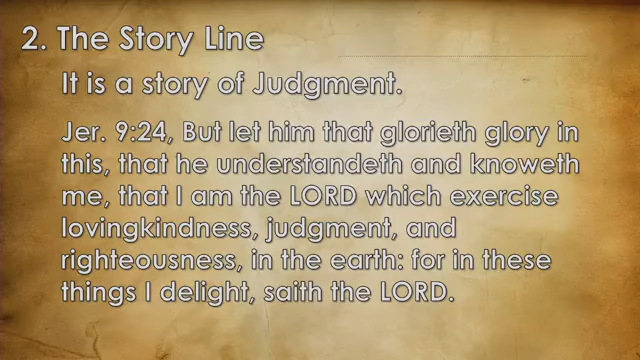 2. The Story Line
It is a story of Judgment.
Jer. 9:24, But let him that glorieth glory in
this, that he understandeth and knoweth
me, that I am the LORD which exercise
lovingkindness, judgment, and
righteousness, in the earth: for in these
things I delight, saith the LORD.